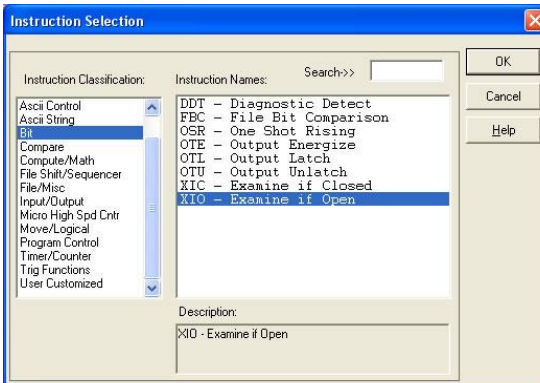 Instruction Selection
Instruction Classification:
Ascii Control
Ascii String
Bit
Compare
Compute/Math
File Shift/Sequencer
File/Misc
Input/Output
Micro High Spd Cntr
Move/Logical
Program Control
Timer/Counter
Trig Functions
User Customized
Instruction Names:
Search->>
DDT - Diagnostic Detect
FBC - File Bit Comparison
OSR - One Shot Rising
OTE - Output Energize
OTL - Output Latch
OTU - Output Unlatch
XIC - Examine if Closed
XIO - Examine if Open
Description:
XIO - Examine if Open
OK
Cancel
Help